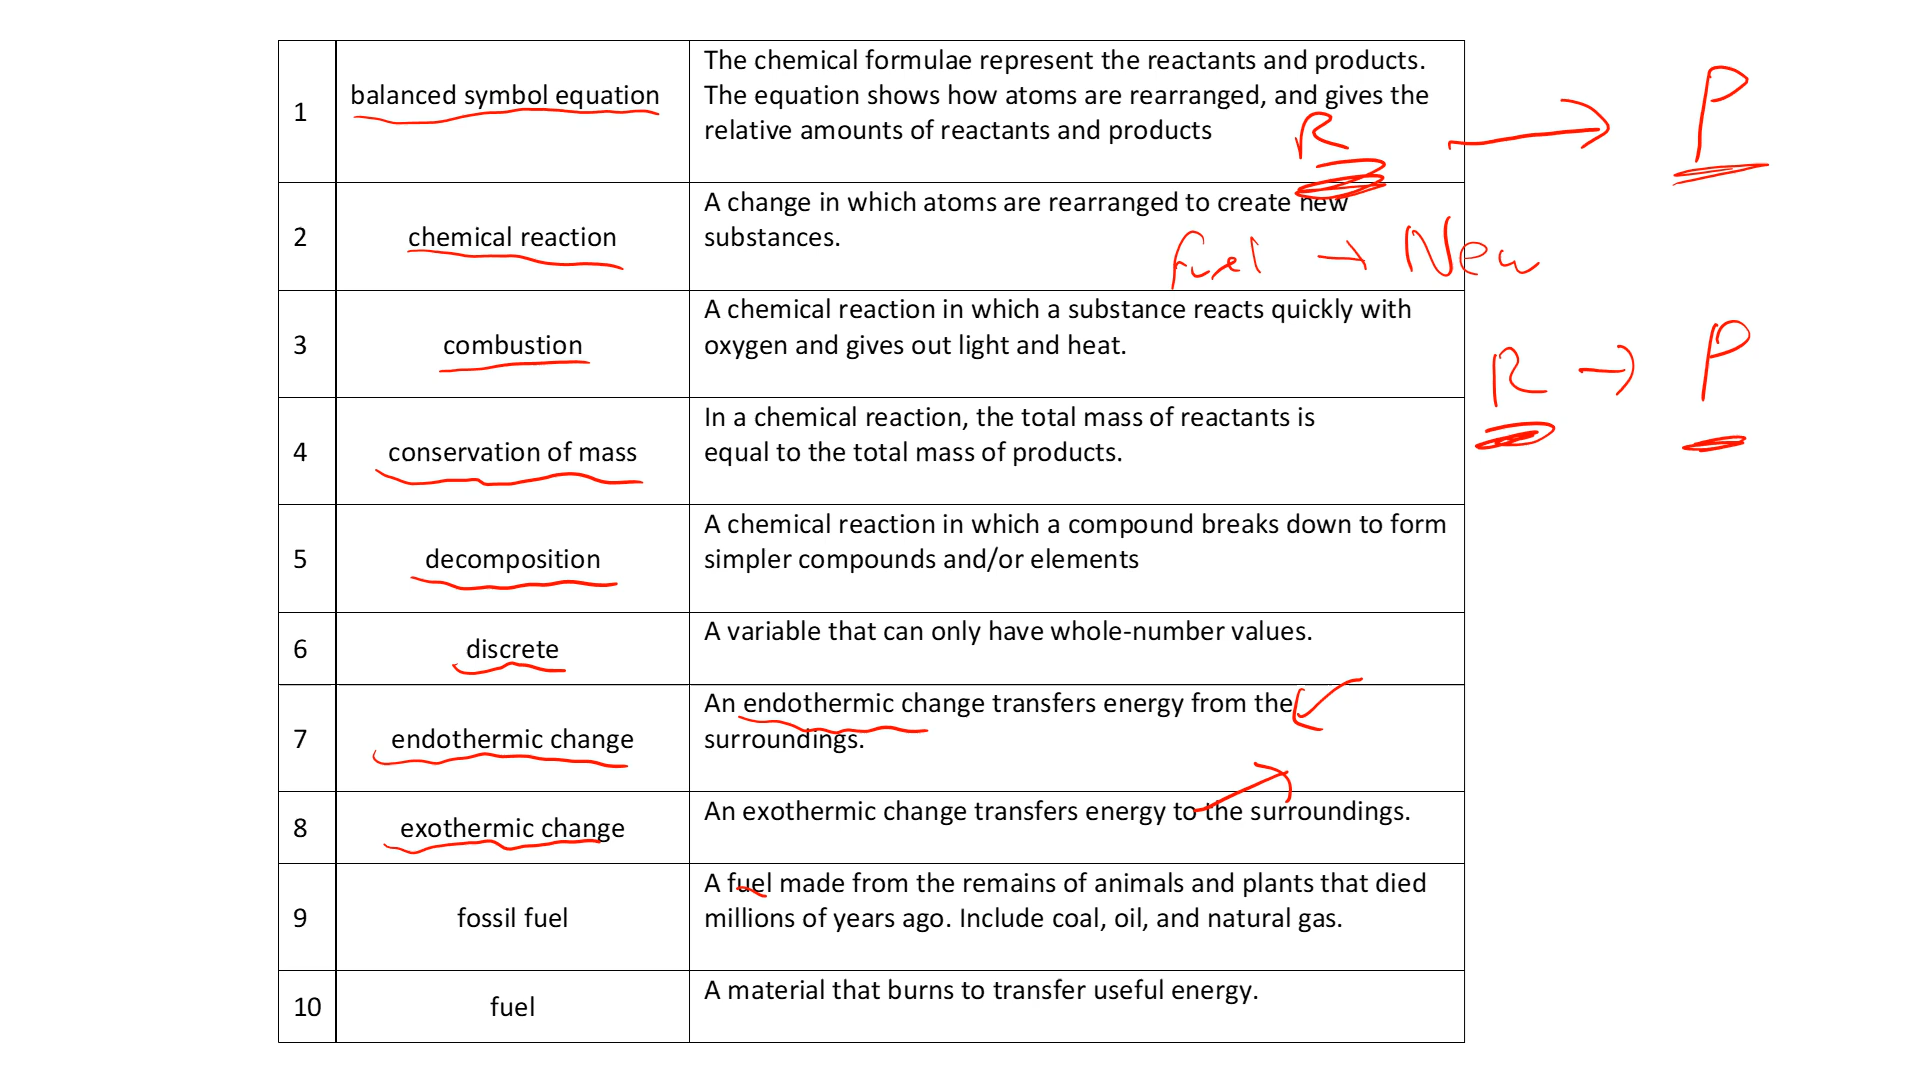 1
balanced symbol equation
The chemical formulae represent the reactants and products.
The equation shows how atoms are rearranged, and gives the
relative amounts of reactants and products
R → P
2
chemical reaction
A change in which atoms are rearranged to create new
substances.
fuel → New
3
combustion
A chemical reaction in which a substance reacts quickly with
oxygen and gives out light and heat.
R → P
4
conservation of mass
In a chemical reaction, the total mass of reactants is
equal to the total mass of products.
5
decomposition
A chemical reaction in which a compound breaks down to form
simpler compounds and/or elements
6
discrete
A variable that can only have whole-number values.
7
endothermic change
An endothermic change transfers energy from the
surroundings.
8
exothermic change
An exothermic change transfers energy to the surroundings.
9
fossil fuel
A fuel made from the remains of animals and plants that died
millions of years ago. Include coal, oil, and natural gas.
10
fuel
A material that burns to transfer useful energy.